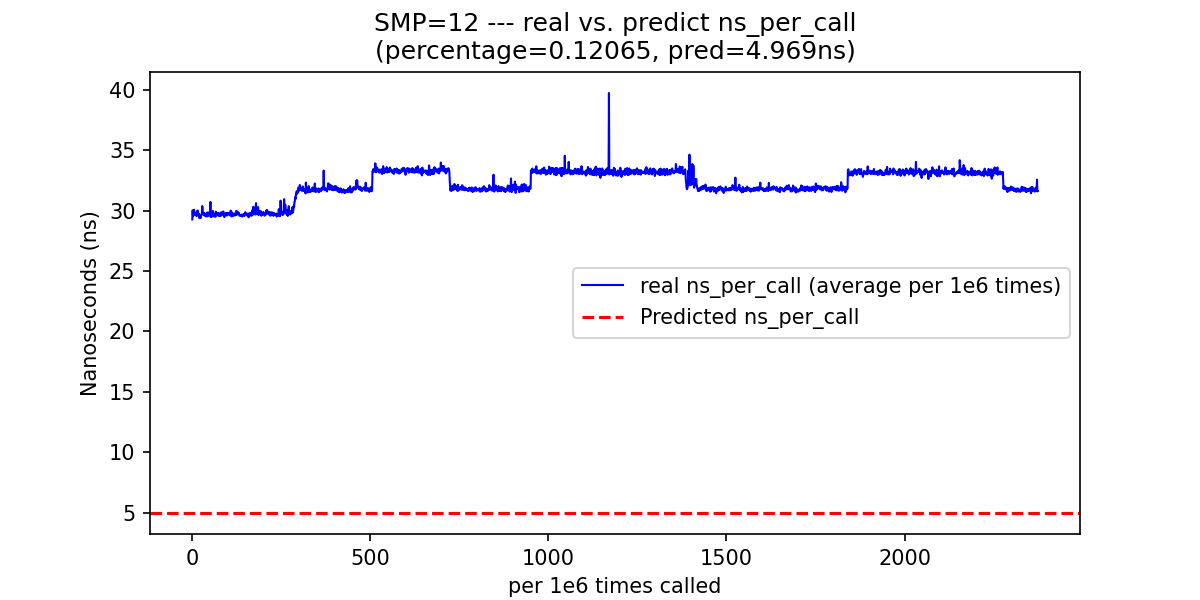 SMP=12 --- real vs. predict ns_per_call
(percentage=0.12065, pred=4.969ns)
40
35
30
25
20
15
10
5
Nanoseconds (ns)
real ns_per_call (average per 1e6 times)
Predicted ns_per_call
0
500
1000
1500
2000
per 1e6 times called